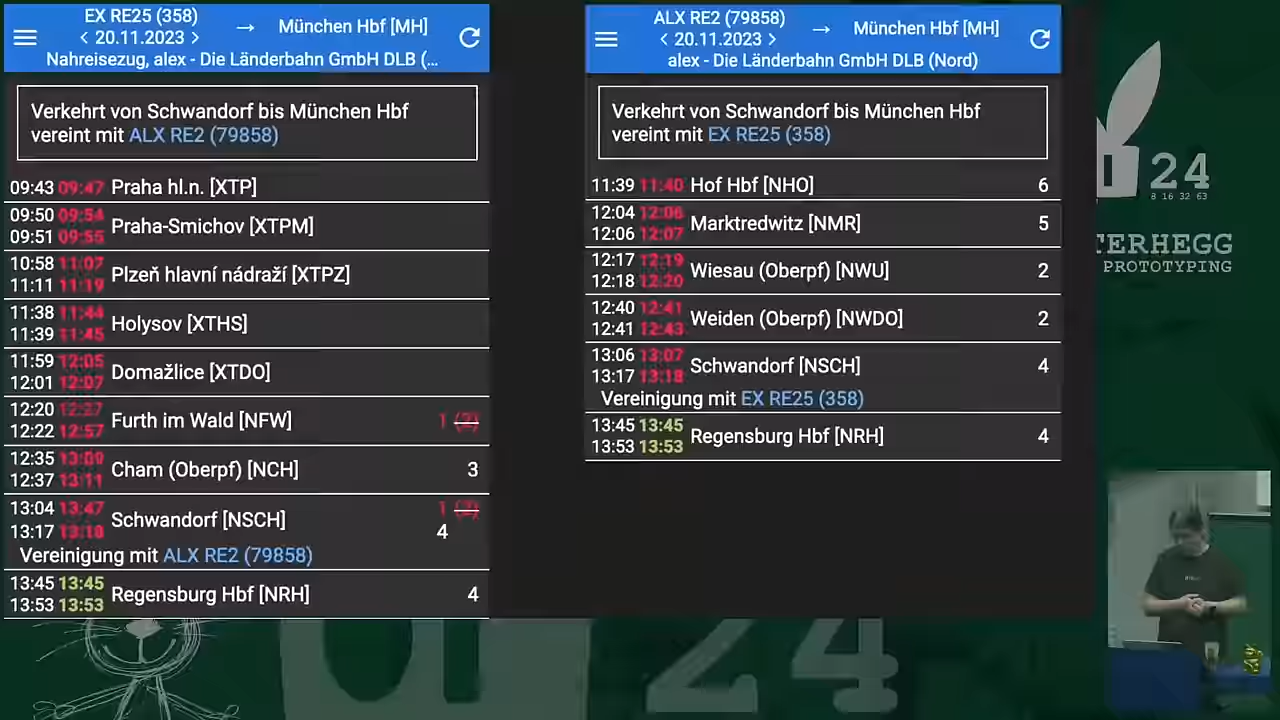 EX RE25 (358)
< 20.11.2023 >
→ München Hbf [MH]
Nahreisezug, alex - Die Länderbahn GmbH DLB (...
Verkehrt von Schwandorf bis München Hbf
vereint mit ALX RE2 (79858)
09:43 09:47 Praha hl.n. [XTP]
09:50 09:54
Praha-Smichov [XTPM]
09:51 09:55
10:58 11:07
Plzeň hlavní nádraží [XTPZ]
11:11 11:19
11:38 11:44
Holysov [XTHS]
11:39 11:45
11:59 12:05
Domažlice [XTDO]
12:01 12:07
12:20 12:27
Furth im Wald [NFW] 1 (2)
12:22 12:57
12:35 13:09
Cham (Oberpf) [NCH] 3
12:37 13:11
13:04 13:47 1 (2)
Schwandorf [NSCH]
13:17 13:18 4
Vereinigung mit ALX RE2 (79858)
13:45 13:45
Regensburg Hbf [NRH] 4
13:53 13:53
ALX RE2 (79858)
< 20.11.2023 >
→ München Hbf [MH]
alex - Die Länderbahn GmbH DLB (Nord)
Verkehrt von Schwandorf bis München Hbf
vereint mit EX RE25 (358)
11:39 11:40 Hof Hbf [NHO] 6
12:04 12:06
Marktredwitz [NMR] 5
12:06 12:07
12:17 12:19
Wiesau (Oberpf) [NWU] 2
12:18 12:20
12:40 12:41
Weiden (Oberpf) [NWDO] 2
12:41 12:43
13:06 13:07
Schwandorf [NSCH] 4
13:17 13:18
Vereinigung mit EX RE25 (358)
13:45 13:45
Regensburg Hbf [NRH] 4
13:53 13:53
24
8 16 32 63
TERHEGG
PROTOTYPING
24